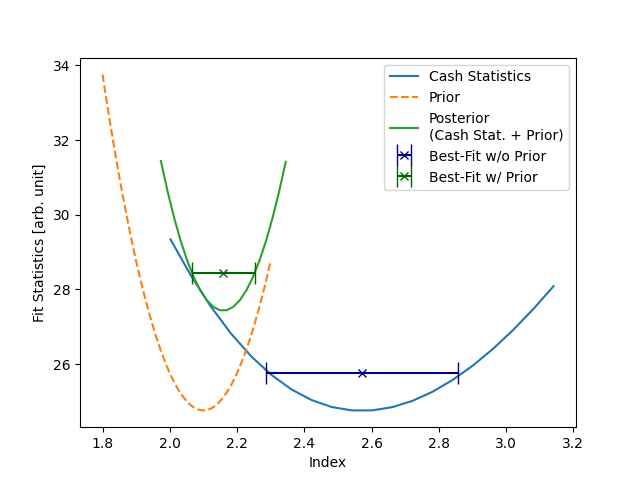 34
32
30
28
26
Fit Statistics [arb. unit]
Cash Statistics
Prior
Posterior
(Cash Stat. + Prior)
Best-Fit w/o Prior
Best-Fit w/ Prior
1.8 2.0 2.2 2.4 2.6 2.8 3.0 3.2
Index